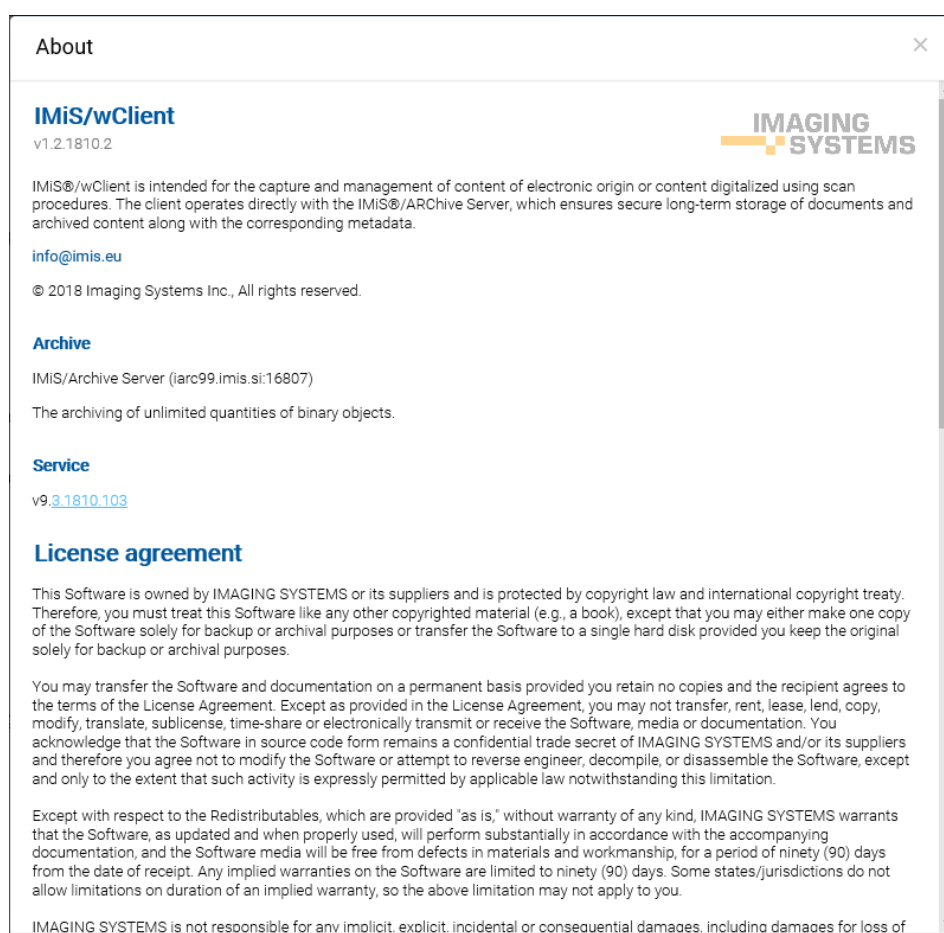 About
IMiS/wClient
v1.2.1810.2
IMAGING
SYSTEMS
IMiS®/wClient is intended for the capture and management of content of electronic origin or content digitalized using scan
procedures. The client operates directly with the IMiS®/ARChive Server, which ensures secure long-term storage of documents and
archived content along with the corresponding metadata.
info@imis.eu
© 2018 Imaging Systems Inc., All rights reserved.
Archive
IMiS/Archive Server (iarc99.imis.si:16807)
The archiving of unlimited quantities of binary objects.
Service
v9.3.1810.103
License agreement
This Software is owned by IMAGING SYSTEMS or its suppliers and is protected by copyright law and international copyright treaty.
Therefore, you must treat this Software like any other copyrighted material (e.g., a book), except that you may either make one copy
of the Software solely for backup or archival purposes or transfer the Software to a single hard disk provided you keep the original
solely for backup or archival purposes.
You may transfer the Software and documentation on a permanent basis provided you retain no copies and the recipient agrees to
the terms of the License Agreement. Except as provided in the License Agreement, you may not transfer, rent, lease, lend, copy,
modify, translate, sublicense, time-share or electronically transmit or receive the Software, media or documentation. You
acknowledge that the Software in source code form remains a confidential trade secret of IMAGING SYSTEMS and/or its suppliers
and therefore you agree not to modify the Software or attempt to reverse engineer, decompile, or disassemble the Software, except
and only to the extent that such activity is expressly permitted by applicable law notwithstanding this limitation.
Except with respect to the Redistributables, which are provided "as is," without warranty of any kind, IMAGING SYSTEMS warrants
that the Software, as updated and when properly used, will perform substantially in accordance with the accompanying
documentation, and the Software media will be free from defects in materials and workmanship, for a period of ninety (90) days
from the date of receipt. Any implied warranties on the Software are limited to ninety (90) days. Some states/jurisdictions do not
allow limitations on duration of an implied warranty, so the above limitation may not apply to you.
IMAGING SYSTEMS is not responsible for any implicit, explicit, incidental or consequential damages, including damages for loss of